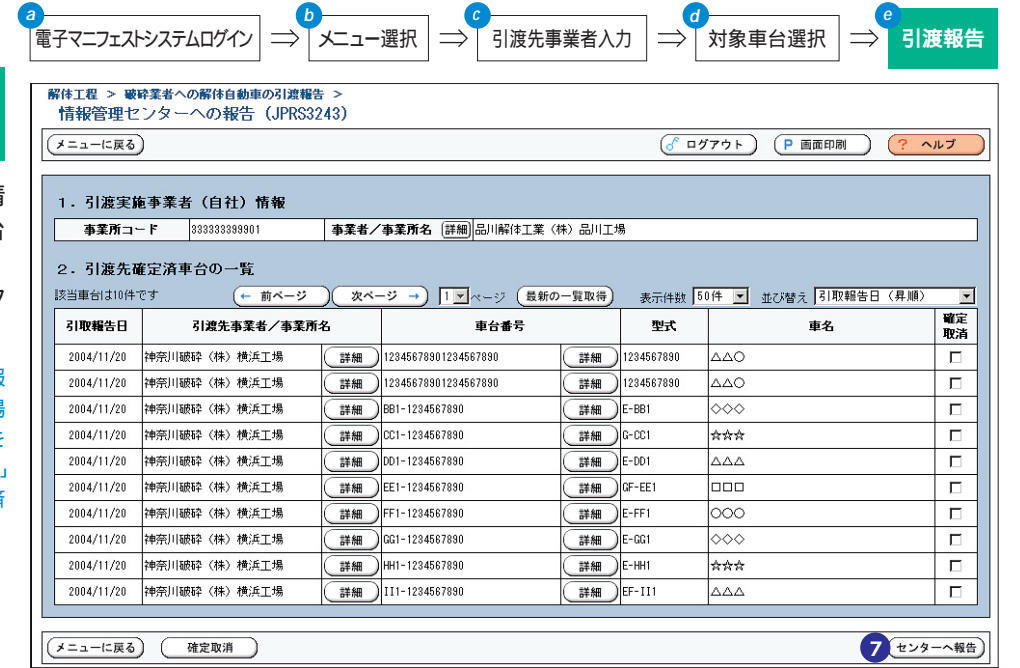 a b c d e
電子マニフェストシステムログイン ⇒ メニュー選択 ⇒ 引渡先事業者入力 ⇒ 対象車台選択 ⇒ 引渡報告
解体工程 > 破砕業者への解体自動車の引渡報告 >
情報管理センターへの報告 (JPRS3243)
メニューに戻る ログアウト P 画面印刷 ? ヘルプ
1. 引渡実施事業者(自社)情報
事業所コード 333333399901 事業者/事業所名 詳細 品川解体工業(株)品川工場
2. 引渡先確定済車台の一覧
該当車台は10件です ← 前ページ 次ページ → 1 ページ 最新の一覧取得 表示件数 50件 並び替え 引取報告日(昇順)
引取報告日 引渡先事業者/事業所名 車台番号 型式 車名 確定取消
2004/11/20 神奈川破砕(株)横浜工場 詳細 12345678901234567890 詳細 1234567890 △△○
2004/11/20 神奈川破砕(株)横浜工場 詳細 12345678901234567890 詳細 1234567890 △△○
2004/11/20 神奈川破砕(株)横浜工場 詳細 BB1-1234567890 詳細 E-BB1 ◇◇◇
2004/11/20 神奈川破砕(株)横浜工場 詳細 CC1-1234567890 詳細 G-CC1 ☆☆☆
2004/11/20 神奈川破砕(株)横浜工場 詳細 DD1-1234567890 詳細 E-DD1 △△△
2004/11/20 神奈川破砕(株)横浜工場 詳細 EE1-1234567890 詳細 GF-EE1 □□□
2004/11/20 神奈川破砕(株)横浜工場 詳細 FF1-1234567890 詳細 E-FF1 ○○○
2004/11/20 神奈川破砕(株)横浜工場 詳細 GG1-1234567890 詳細 E-GG1 ◇◇◇
2004/11/20 神奈川破砕(株)横浜工場 詳細 HH1-1234567890 詳細 E-HH1 ☆☆☆
2004/11/20 神奈川破砕(株)横浜工場 詳細 II1-1234567890 詳細 EF-II1 △△△
メニューに戻る 確定取消 7 センターへ報告